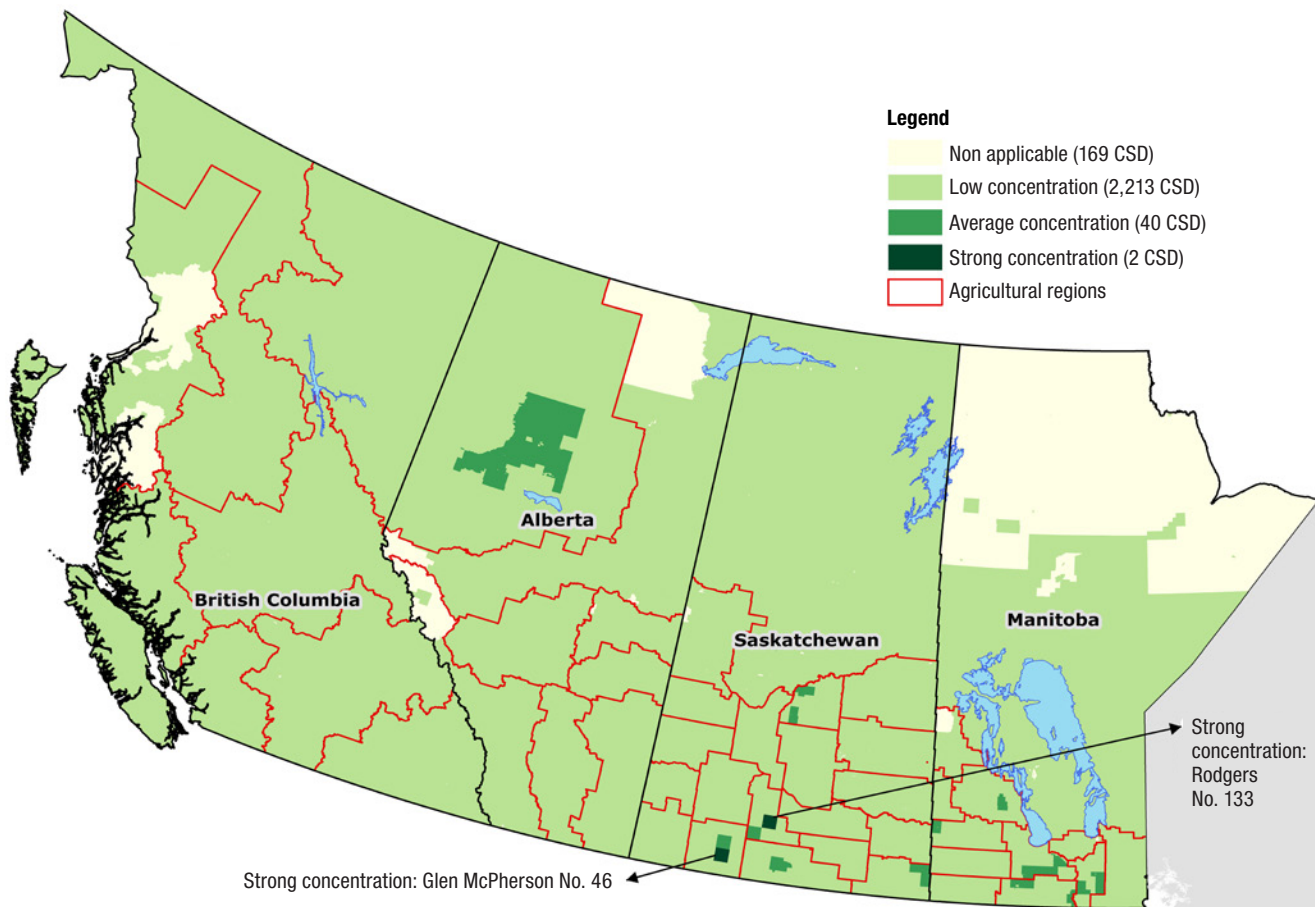 Legend
Non applicable (169 CSD)
Low concentration (2,213 CSD)
Average concentration (40 CSD)
Strong concentration (2 CSD)
Agricultural regions
Alberta
British Columbia
Saskatchewan
Manitoba
Strong
concentration:
Rodgers
No. 133
Strong concentration: Glen McPherson No. 46